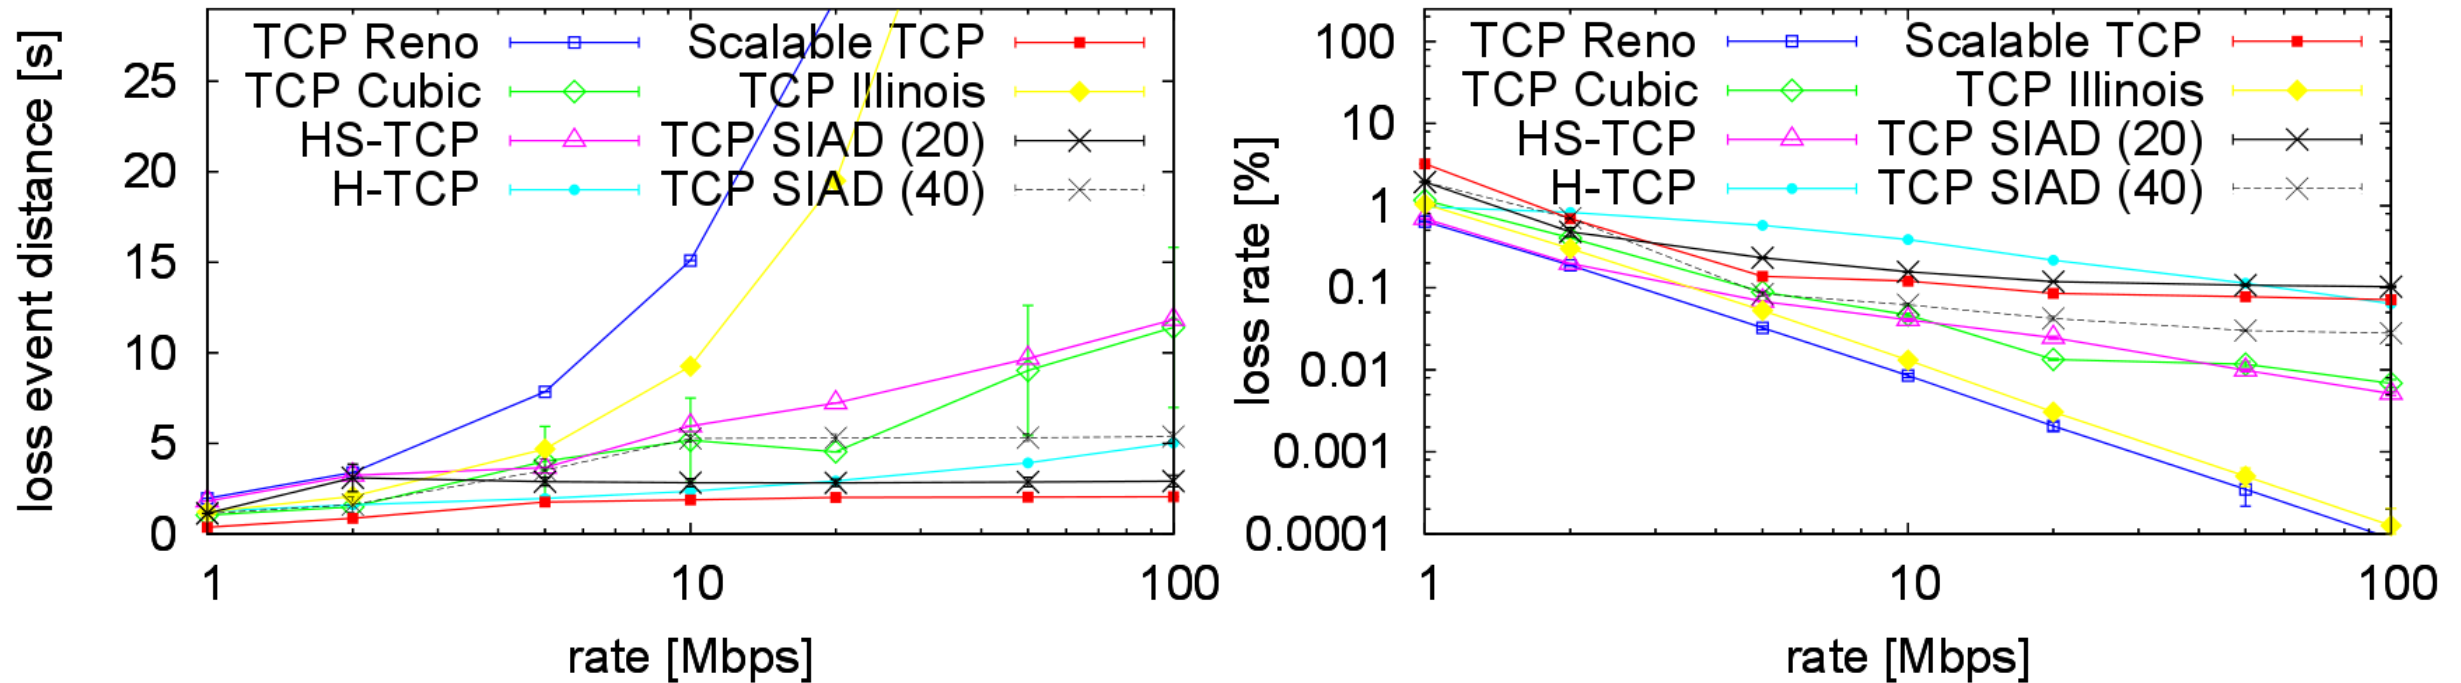 loss event distance [s]
25
20
15
10
5
0
TCP Reno
TCP Cubic
HS-TCP
H-TCP
Scalable TCP
TCP Illinois
TCP SIAD (20)
TCP SIAD (40)
1 10 100
rate [Mbps]
loss rate [%]
100
10
1
0.1
0.01
0.001
0.0001
TCP Reno
TCP Cubic
HS-TCP
H-TCP
Scalable TCP
TCP Illinois
TCP SIAD (20)
TCP SIAD (40)
1 10 100
rate [Mbps]